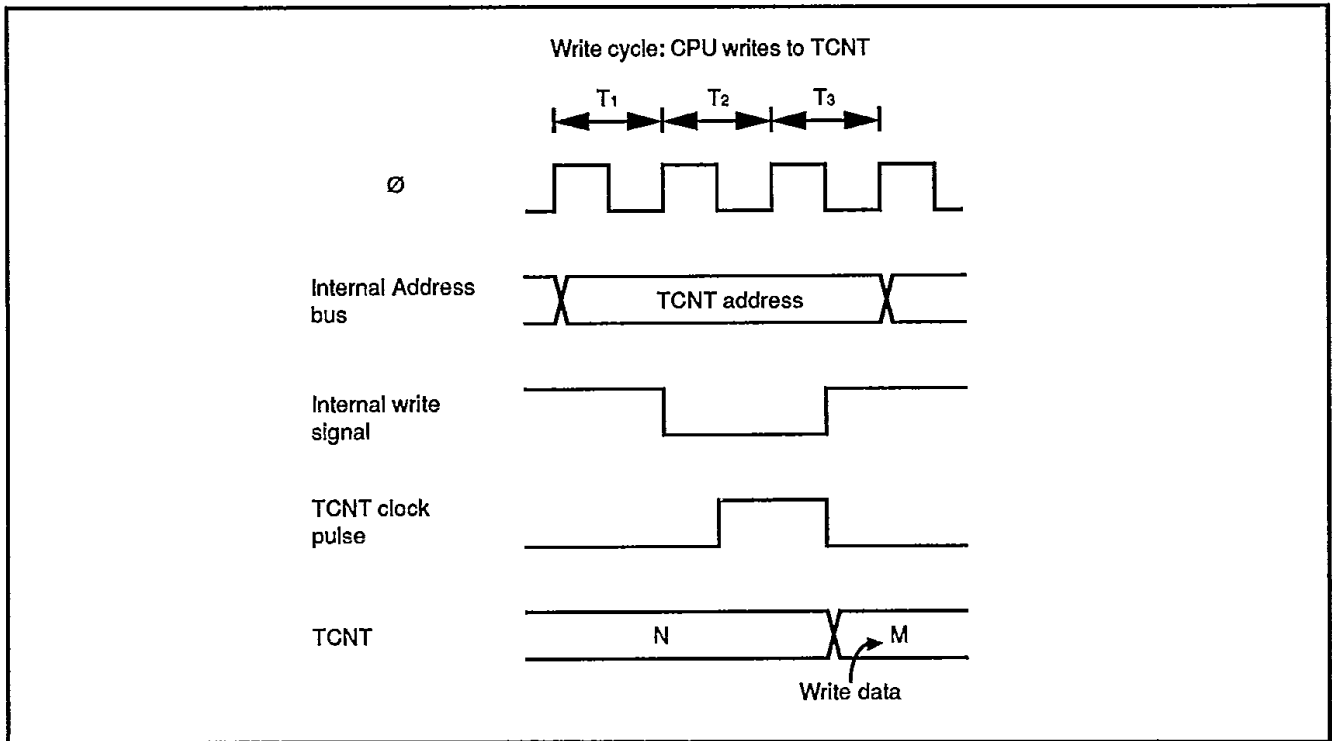 Write cycle: CPU writes to TCNT
T1 T2 T3
Ø
Internal Address
bus
TCNT address
Internal write
signal
TCNT clock
pulse
TCNT
N
M
Write data